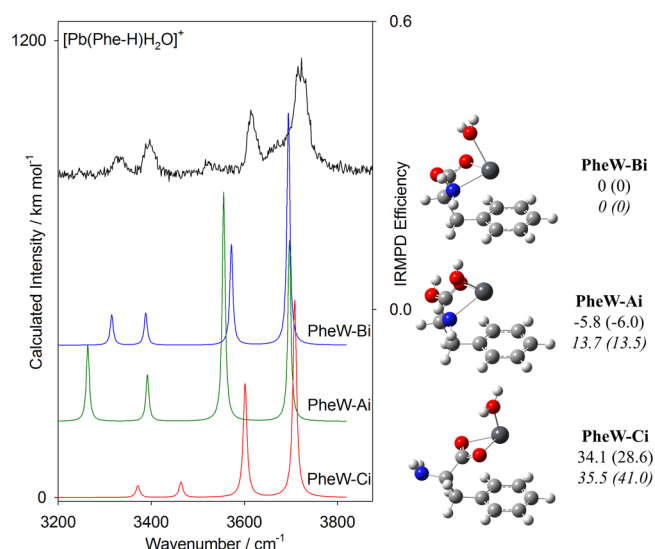 [Pb(Phe-H)H₂O]⁺
1200
0
Calculated Intensity / km mol⁻¹
3200
3400
3600
3800
Wavenumber / cm⁻¹
PheW-Bi
PheW-Ai
PheW-Ci
0.6
0.0
IRMPD Efficiency
PheW-Bi
0 (0)
0 (0)
PheW-Ai
-5.8 (-6.0)
13.7 (13.5)
PheW-Ci
34.1 (28.6)
35.5 (41.0)